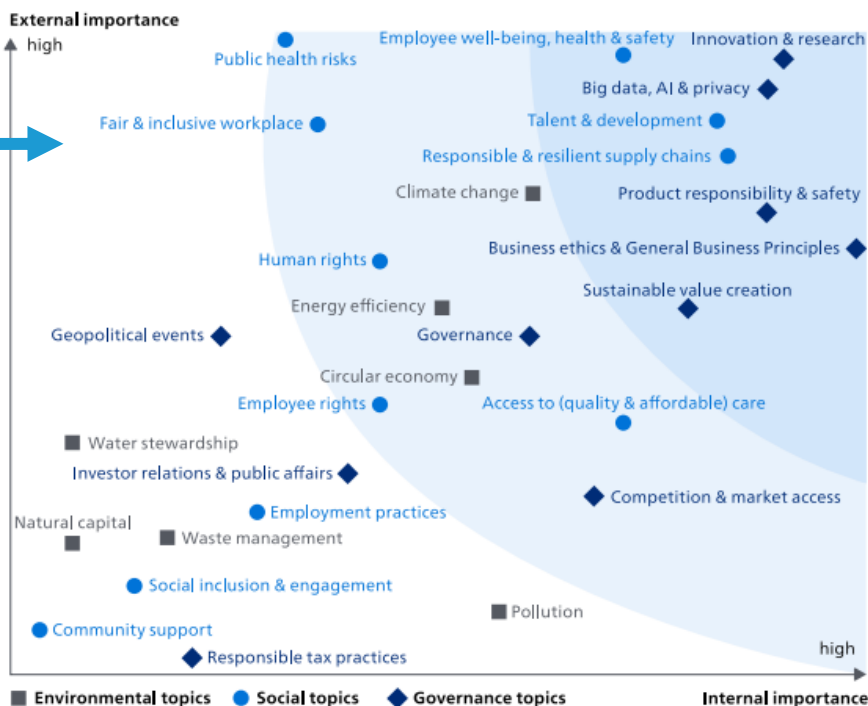 External importance
high
Employee well-being, health & safety
Innovation & research
Public health risks
Big data, AI & privacy
Fair & inclusive workplace
Talent & development
Responsible & resilient supply chains
Climate change
Product responsibility & safety
Business ethics & General Business Principles
Human rights
Sustainable value creation
Energy efficiency
Geopolitical events
Governance
Circular economy
Employee rights
Access to (quality & affordable) care
Water stewardship
Investor relations & public affairs
Competition & market access
Employment practices
Natural capital
Waste management
Social inclusion & engagement
Pollution
Community support
high
Responsible tax practices
Environmental topics
Social topics
Governance topics
Internal importance